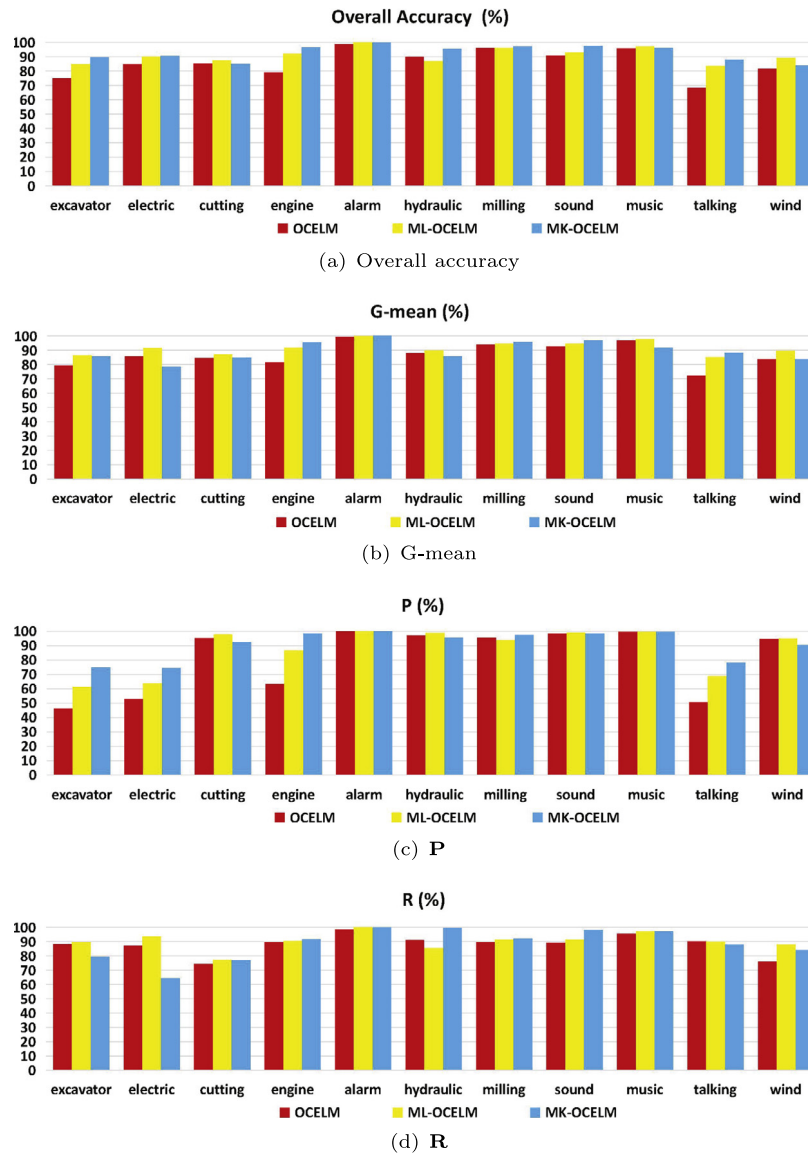 Overall Accuracy (%)
100
90
80
70
60
50
40
30
20
10
0
excavator electric cutting engine alarm hydraulic milling sound music talking wind
OCELM ML-OCELM MK-OCELM
(a) Overall accuracy
G-mean (%)
100
90
80
70
60
50
40
30
20
10
0
excavator electric cutting engine alarm hydraulic milling sound music talking wind
OCELM ML-OCELM MK-OCELM
(b) G-mean
P (%)
100
90
80
70
60
50
40
30
20
10
0
excavator electric cutting engine alarm hydraulic milling sound music talking wind
OCELM ML-OCELM MK-OCELM
(c) P
R (%)
100
90
80
70
60
50
40
30
20
10
0
excavator electric cutting engine alarm hydraulic milling sound music talking wind
OCELM ML-OCELM MK-OCELM
(d) R